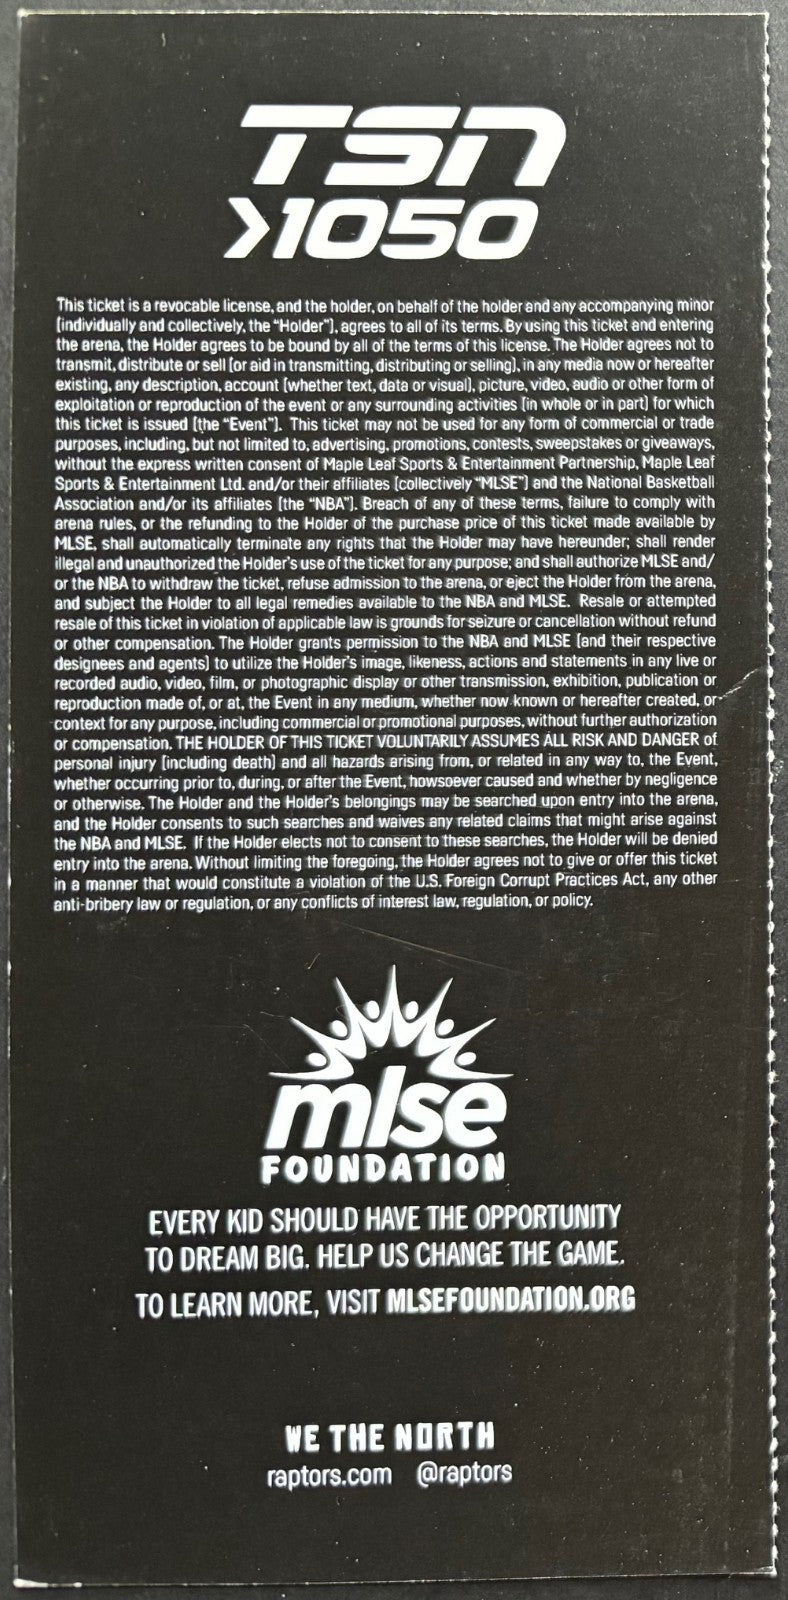 TSN
1050
This ticket is a revocable license, and the holder, on behalf of the holder and any accompanying minor
(individually and collectively, the "Holder"), agrees to all of its terms. By using this ticket and entering
the arena, the Holder agrees to be bound by all of the terms of this license. The Holder agrees not to
transmit, distribute or sell (or aid in transmitting, distributing or selling), in any media now or hereafter
existing, any description, account (whether text, data or visual), picture, video, audio or other form of
exploitation or reproduction of the event or any surrounding activities (in whole or in part) for which
this ticket is issued (the "Event"). This ticket may not be used for any form of commercial or trade
purposes, including, but not limited to, advertising, promotions, contests, sweepstakes or giveaways,
without the express written consent of Maple Leaf Sports & Entertainment Partnership, Maple Leaf
Sports & Entertainment Ltd. and/or their affiliates (collectively "MLSE") and the National Basketball
Association and/or its affiliates (the "NBA"). Breach of any of these terms, failure to comply with
arena rules, or the refunding to the Holder of the purchase price of this ticket made available by
MLSE, shall automatically terminate any rights that the Holder may have hereunder; shall render
illegal and unauthorized the Holder's use of the ticket for any purpose; and shall authorize MLSE and/
or the NBA to withdraw the ticket, refuse admission to the arena, or eject the Holder from the arena,
and subject the Holder to all legal remedies available to the NBA and MLSE. Resale or attempted
resale of this ticket in violation of applicable law is grounds for seizure or cancellation without refund
or other compensation. The Holder grants permission to the NBA and MLSE (and their respective
designees and agents) to utilize the Holder's image, likeness, actions and statements in any live or
recorded audio, video, film, or photographic display or other transmission, exhibition, publication or
reproduction made of, or at, the Event in any medium, whether now known or hereafter created, or
context for any purpose, including commercial or promotional purposes, without further authorization
or compensation. THE HOLDER OF THIS TICKET VOLUNTARILY ASSUMES ALL RISK AND DANGER of
personal injury (including death) and all hazards arising from, or related in any way to, the Event,
whether occurring prior to, during, or after the Event, howsoever caused and whether by negligence
or otherwise. The Holder and the Holder's belongings may be searched upon entry into the arena,
and the Holder consents to such searches and waives any related claims that might arise against
the NBA and MLSE. If the Holder elects not to consent to these searches, the Holder will be denied
entry into the arena. Without limiting the foregoing, the Holder agrees not to give or offer this ticket
in a manner that would constitute a violation of the U.S. Foreign Corrupt Practices Act, any other
anti-bribery law or regulation, or any conflicts of interest law, regulation, or policy.
mlse
FOUNDATION
EVERY KID SHOULD HAVE THE OPPORTUNITY
TO DREAM BIG. HELP US CHANGE THE GAME.
TO LEARN MORE, VISIT MLSEFOUNDATION.ORG
WE THE NORTH
raptors.com @raptors